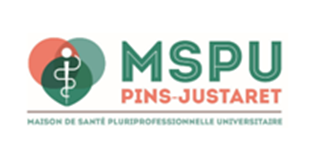 MSPU
PINS-JUSTARET
MAISON DE SANTÉ PLURIPROFESSIONNELLE UNIVERSITAIRE